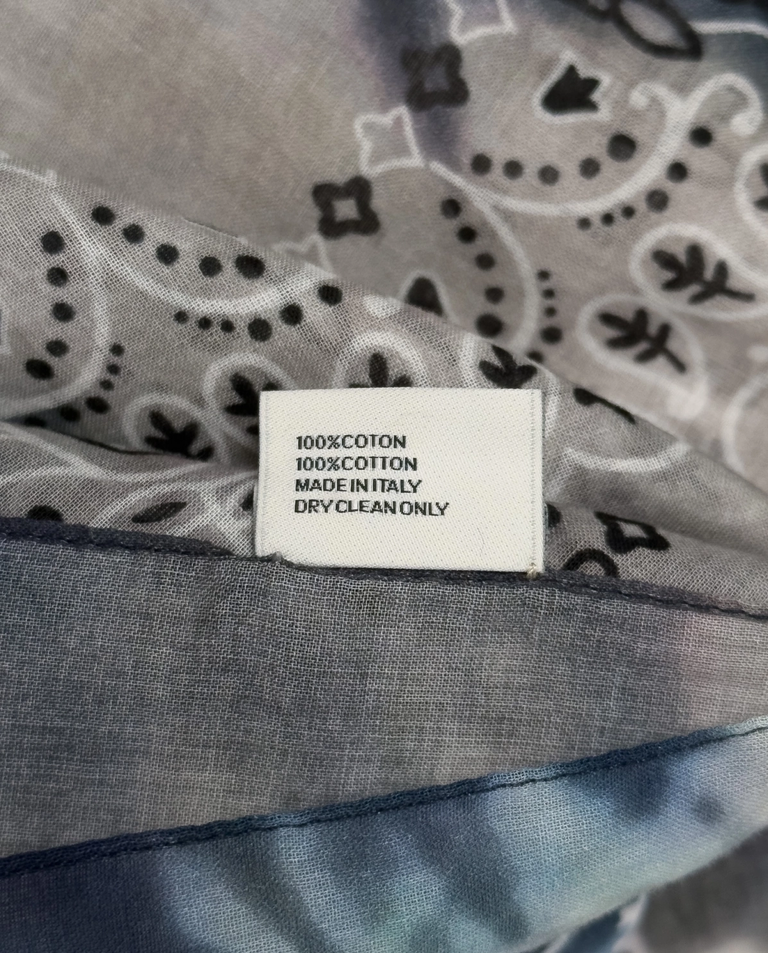 100%COTON
100%COTTON
MADE IN ITALY
DRY CLEAN ONLY